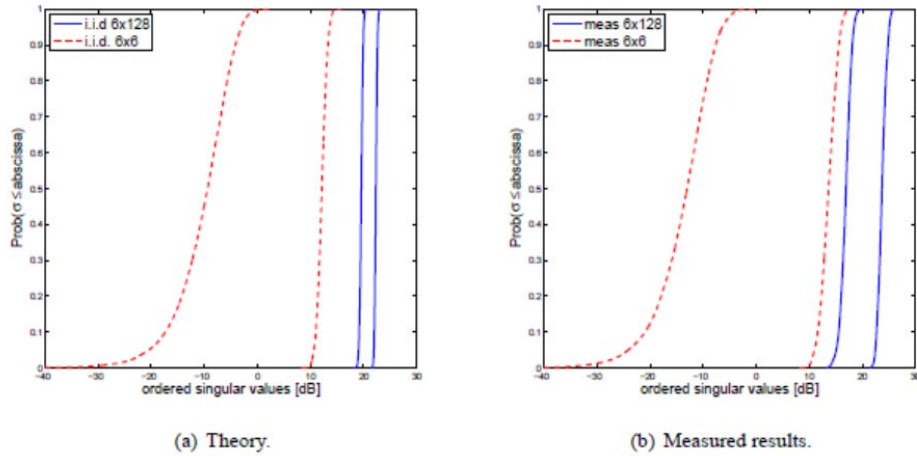 i.i.d 6x128
i.i.d. 6x6
Prob(σ≤abscissa)
1
0.9
0.8
0.7
0.6
0.5
0.4
0.3
0.2
0.1
0
-40 -30 -20 -10 0 10 20 30
ordered singular values [dB]
(a) Theory.
meas 6x128
meas 6x6
Prob(σ≤abscissa)
1
0.9
0.8
0.7
0.6
0.5
0.4
0.3
0.2
0.1
0
-40 -30 -20 -10 0 10 20 30
ordered singular values [dB]
(b) Measured results.